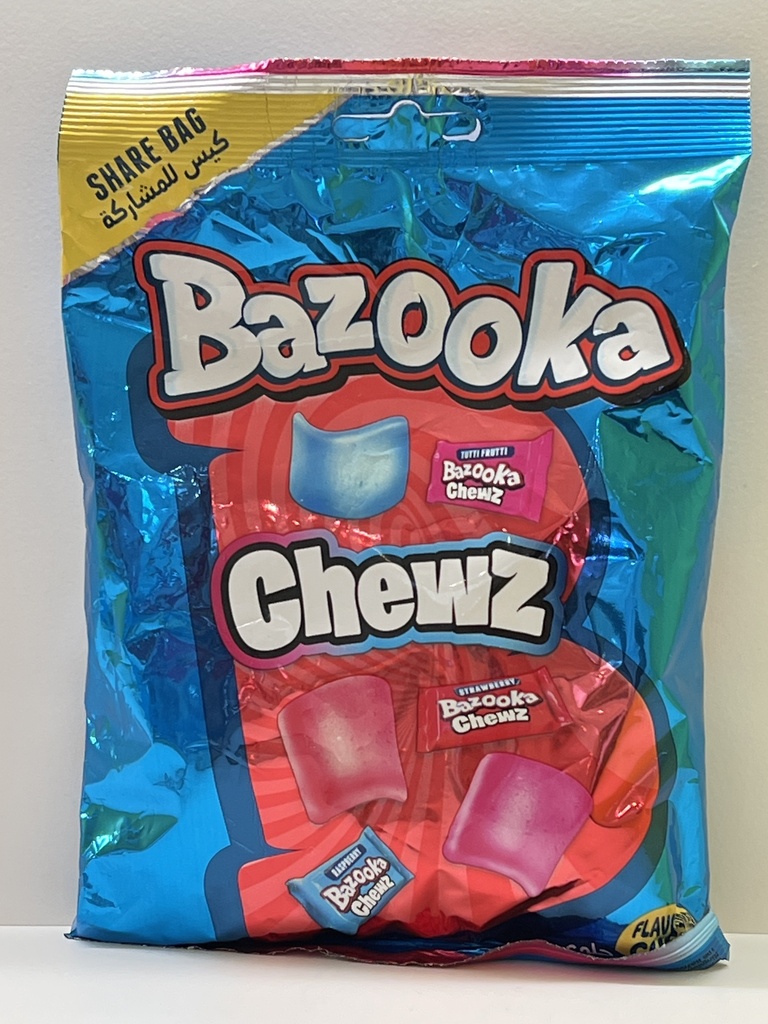 SHARE BAG
كيس للمشاركة
Bazooka
TUTTI FRUTTI
Bazooka
Chewz
Chewz
STRAWBERRY
Bazooka
Chewz
RASPBERRY
Bazooka
Chewz